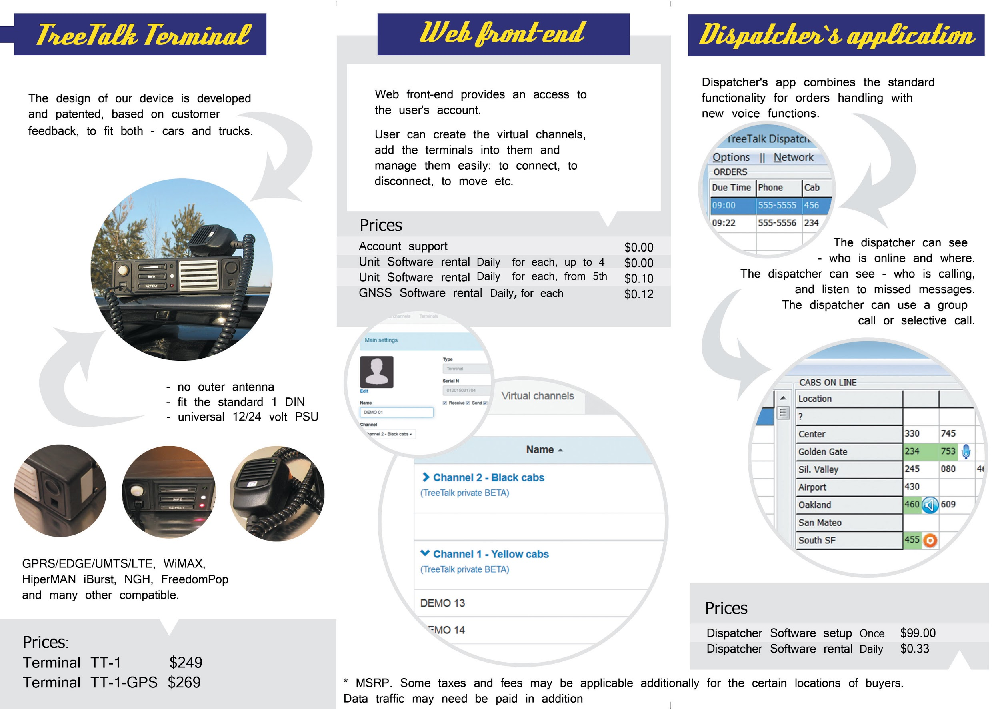 TreeTalk Terminal
The design of our device is developed
and patented, based on customer
feedback, to fit both - cars and trucks.
INFO
REPEAT
- no outer antenna
- fit the standard 1 DIN
- universal 12/24 volt PSU
REPEAT
TT
GPRS/EDGE/UMTS/LTE, WiMAX,
HiperMAN iBurst, NGH, FreedomPop
and many other compatible.
Prices:
Terminal TT-1 $249
Terminal TT-1-GPS $269
Web front-end
Web front-end provides an access to
the user's account.
User can create the virtual channels,
add the terminals into them and
manage them easily: to connect, to
disconnect, to move etc.
Prices
Account support $0.00
Unit Software rental Daily for each, up to 4 $0.00
Unit Software rental Daily for each, from 5th $0.10
GNSS Software rental Daily, for each $0.12
channels Terminals
Main settings
Type
Terminal
Serial N
012015031704
Edit
Name
Receive Send
DEMO 01
Channel
hannel 2 - Black cabs
Virtual channels
Name
Channel 2 - Black cabs
(TreeTalk private BETA)
Channel 1 - Yellow cabs
(TreeTalk private BETA)
DEMO 13
EMO 14
Dispatcher`s application
Dispatcher's app combines the standard
functionality for orders handling with
new voice functions.
TreeTalk Dispatch
Options || Network
ORDERS
Due Time Phone Cab
09:00 555-5555 456
09:22 555-5556 234
The dispatcher can see
- who is online and where.
The dispatcher can see - who is calling,
and listen to missed messages.
The dispatcher can use a group
call or selective call.
CABS ON LINE
Location
?
Center 330 745
Golden Gate 234 753
Sil. Valley 245 080 46
Airport 430
Oakland 460 609
San Mateo
South SF 455
Prices
Dispatcher Software setup Once $99.00
Dispatcher Software rental Daily $0.33
* MSRP. Some taxes and fees may be applicable additionally for the certain locations of buyers.
Data traffic may need be paid in addition